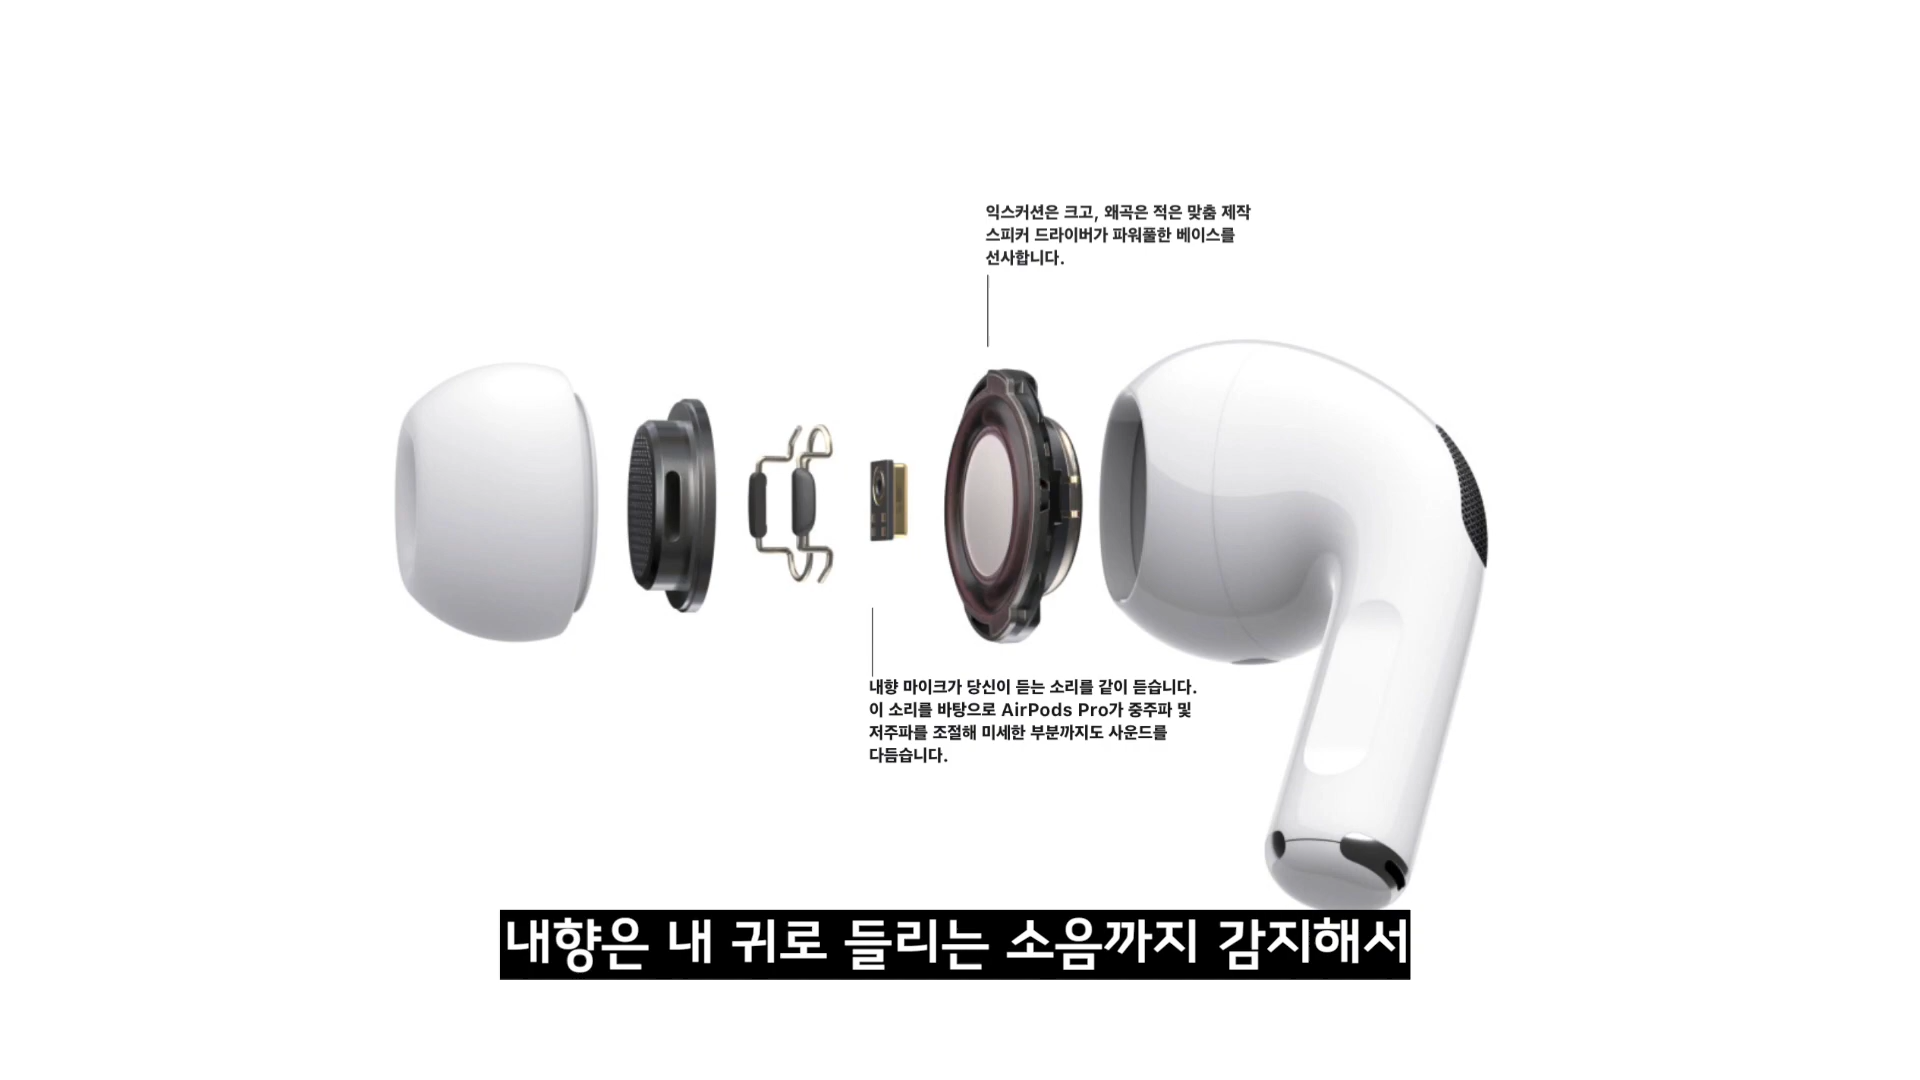 익스커션은 크고, 왜곡은 적은 맞춤 제작
스피커 드라이버가 파워풀한 베이스를
선사합니다.
내향 마이크가 당신이 듣는 소리를 같이 듣습니다.
이 소리를 바탕으로 AirPods Pro가 중주파 및
저주파를 조절해 미세한 부분까지도 사운드를
다듬습니다.
내향은 내 귀로 들리는 소음까지 감지해서